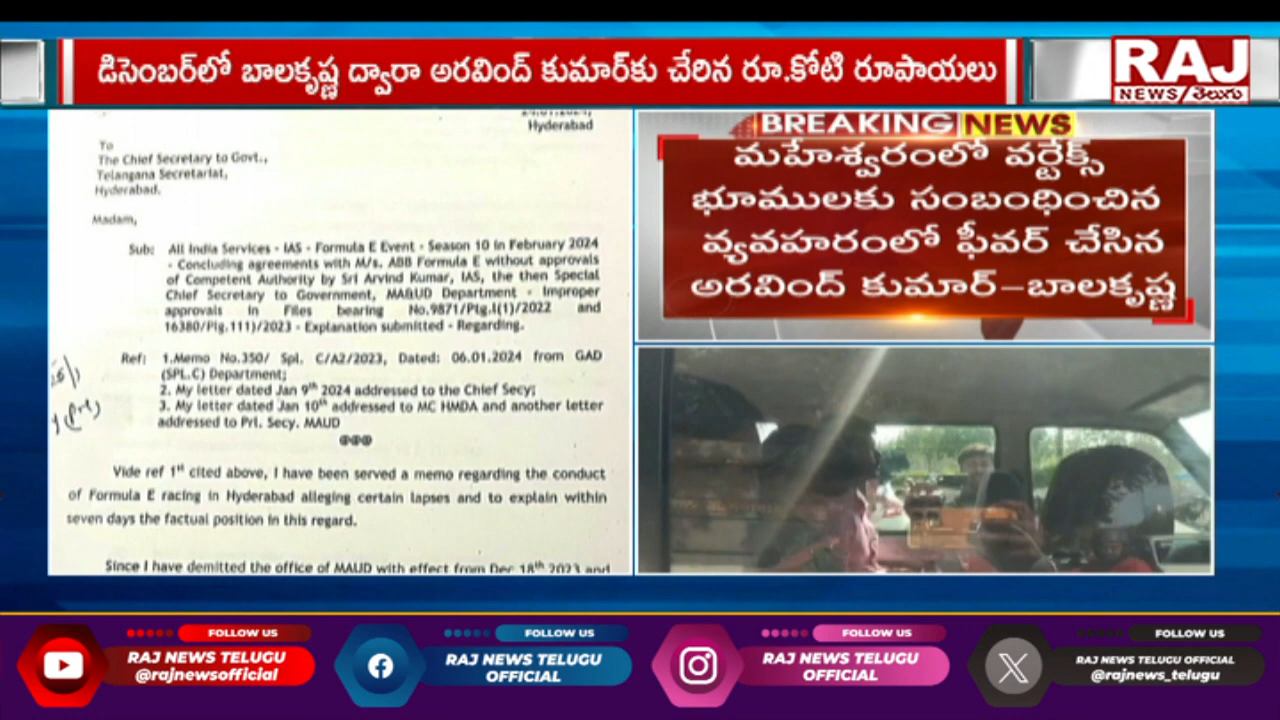 డిసెంబర్‌లో బాలకృష్ణ ద్వారా అరవింద్ కుమార్‌కు చేరిన రూ.కోటి రూపాయలు
RAJ
NEWS తెలుగు
Hyderabad
To
The Chief Secretary to Govt.,
Telangana Secretariat,
Hyderabad.
Madam,
Sub: All India Services - IAS - Formula E Event - Season 10 in February 2024
- Concluding agreements with M/s. ABB Formula E without approvals
of Competent Authority by Sri Arvind Kumar, IAS, the then Special
Chief Secretary to Government, MA&UD Department - Improper
approvals in Files bearing No.9871/Plg.I(1)/2022 and
16380/Plg.111)/2023 - Explanation submitted - Regarding.
Ref: 1.Memo No.350/ Spl. C/A2/2023, Dated: 06.01.2024 from GAD
(SPL.C) Department;
2. My letter dated Jan 9th 2024 addressed to the Chief Secy;
3. My letter dated Jan 10th addressed to MC HMDA and another letter
addressed to Prl. Secy. MAUD
@@@
Vide ref 1st cited above, I have been served a memo regarding the conduct
of Formula E racing in Hyderabad alleging certain lapses and to explain within
seven days the factual position in this regard.
Since I have demitted the office of MAUD with effect from Dec 18th 2023 and
BREAKING NEWS
మహేశ్వరంలో వర్టెక్స్
భూములకు సంబంధించిన
వ్యవహారంలో ఫీవర్ చేసిన
అరవింద్ కుమార్-బాలకృష్ణ
FOLLOW US
RAJ NEWS TELUGU
@rajnewsofficial
FOLLOW US
RAJ NEWS TELUGU
OFFICIAL
FOLLOW US
RAJ NEWS TELUGU
OFFICIAL
FOLLOW US
RAJ NEWS TELUGU OFFICIAL
@rajnews_telugu